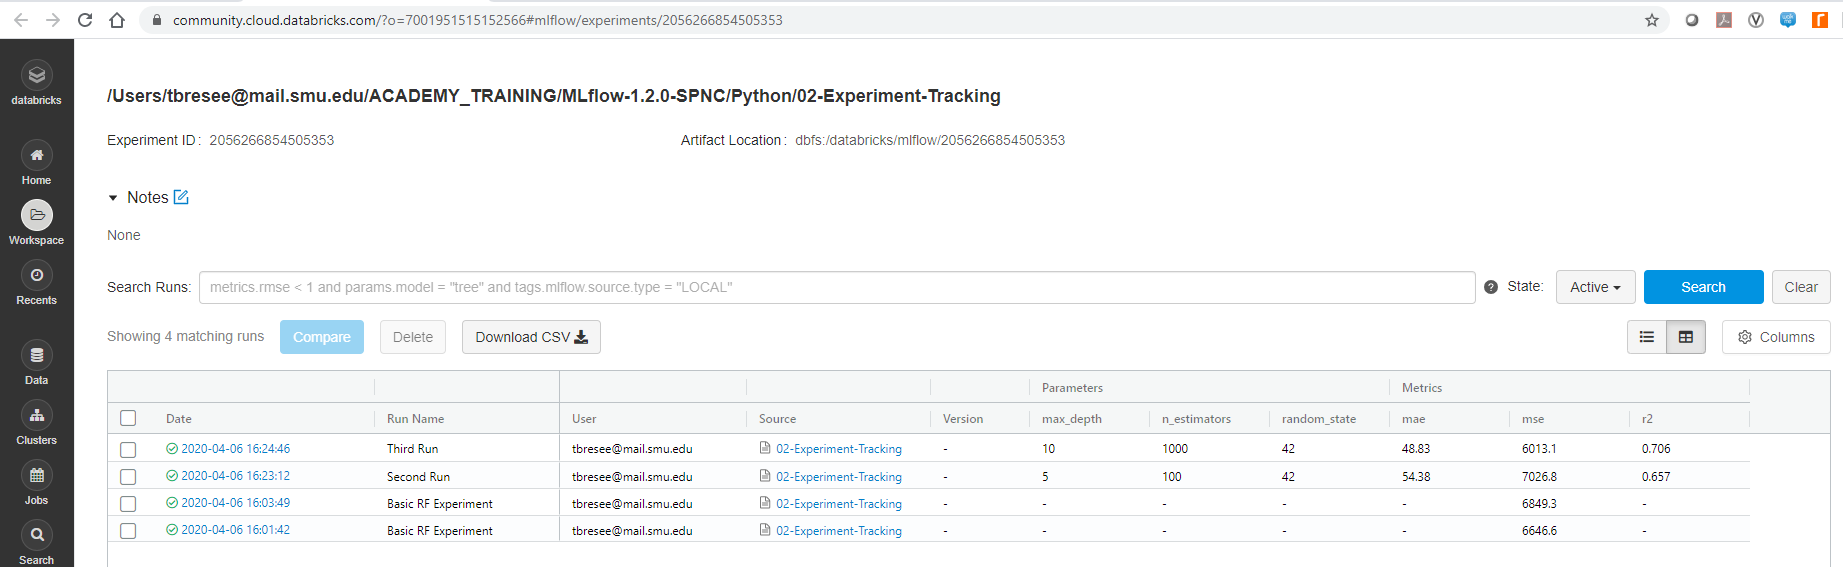 community.cloud.databricks.com/?o=7001951515152566#mlflow/experiments/2056266854505353
databricks
Home
Workspace
Recents
Data
Clusters
Jobs
Search
/Users/tbresee@mail.smu.edu/ACADEMY_TRAINING/MLflow-1.2.0-SPNC/Python/02-Experiment-Tracking
Experiment ID: 2056266854505353 Artifact Location: dbfs:/databricks/mlflow/2056266854505353
Notes
None
Search Runs: metrics.rmse < 1 and params.model = "tree" and tags.mlflow.source.type = "LOCAL" ? State: Active Search Clear
Showing 4 matching runs Compare Delete Download CSV Columns
Parameters Metrics
Date Run Name User Source Version max_depth n_estimators random_state mae mse r2
2020-04-06 16:24:46 Third Run tbresee@mail.smu.edu 02-Experiment-Tracking - 10 1000 42 48.83 6013.1 0.706
2020-04-06 16:23:12 Second Run tbresee@mail.smu.edu 02-Experiment-Tracking - 5 100 42 54.38 7026.8 0.657
2020-04-06 16:03:49 Basic RF Experiment tbresee@mail.smu.edu 02-Experiment-Tracking - - - - - 6849.3 -
2020-04-06 16:01:42 Basic RF Experiment tbresee@mail.smu.edu 02-Experiment-Tracking - - - - - 6646.6 -